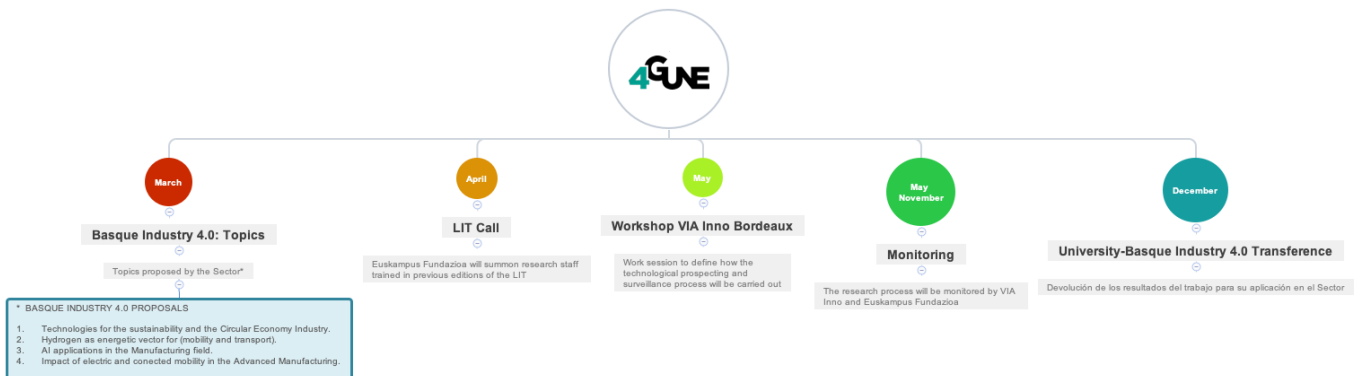 4GUNE
March
Basque Industry 4.0: Topics
Topics proposed by the Sector*
* BASQUE INDUSTRY 4.0 PROPOSALS
1. Technologies for the sustainability and the Circular Economy Industry.
2. Hydrogen as energetic vector for (mobility and transport).
3. AI applications in the Manufacturing field.
4. Impact of electric and conected mobility in the Advanced Manufacturing.
April
LIT Call
Euskampus Fundazioa will summon research staff
trained in previous editions of the LIT
May
Workshop VIA Inno Bordeaux
Work session to define how the
technological prospecting and
surveillance process will be carried out
May
November
Monitoring
The research process will be monitored by VIA
Inno and Euskampus Fundazioa
December
University-Basque Industry 4.0 Transference
Devolución de los resultados del trabajo para su aplicación en el Sector